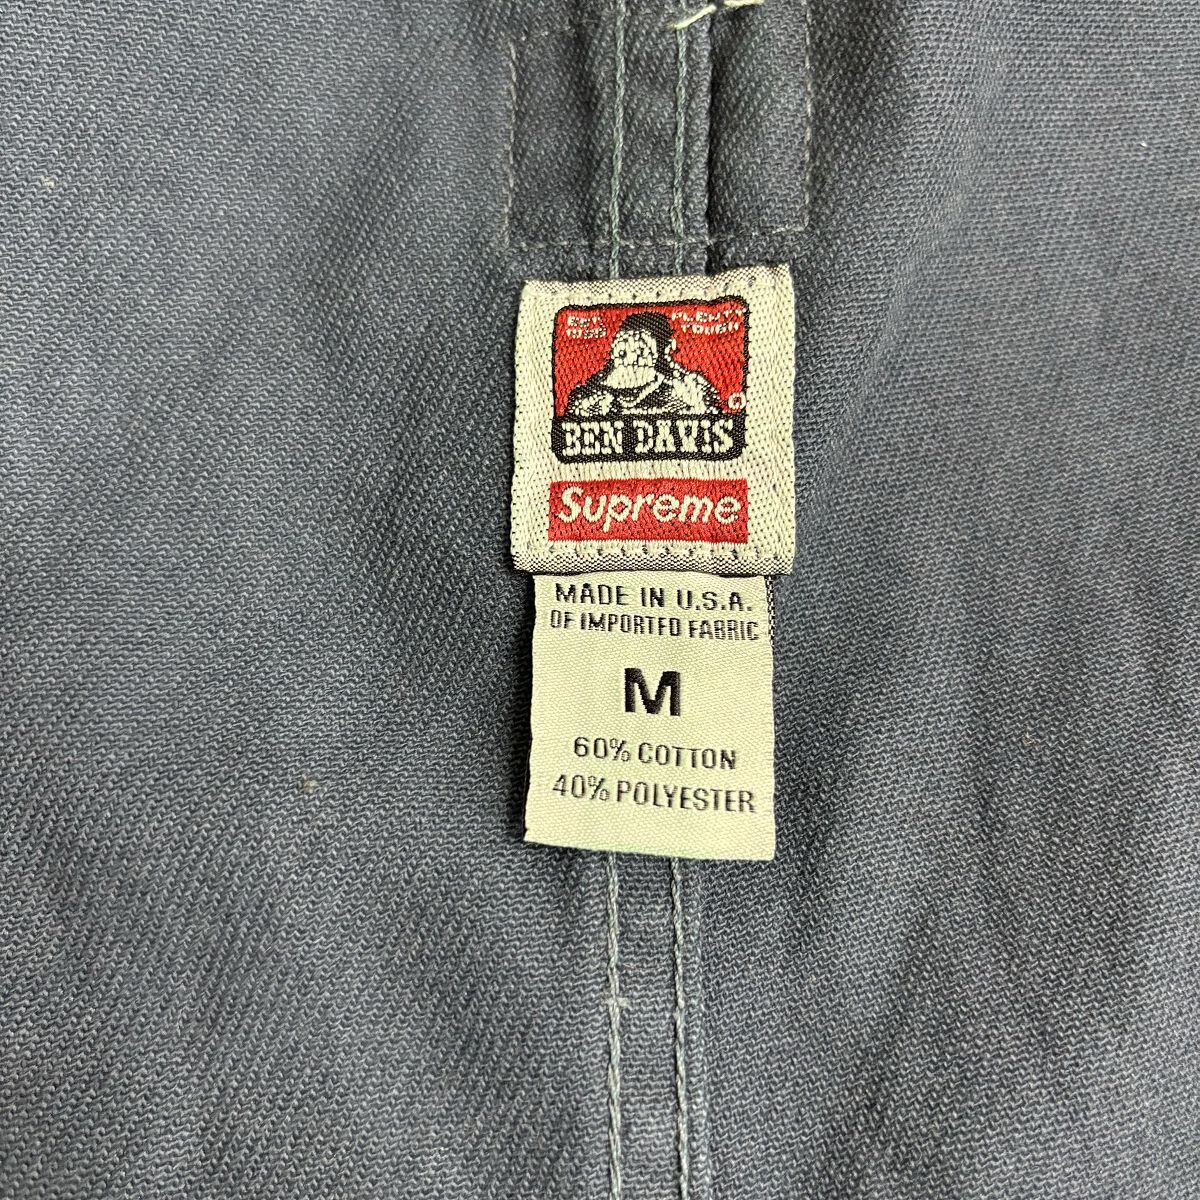 EST. 1935 PLENTY TOUGH
BEN DAVIS
Supreme
MADE IN U.S.A.
OF IMPORTED FABRIC
M
60% COTTON
40% POLYESTER